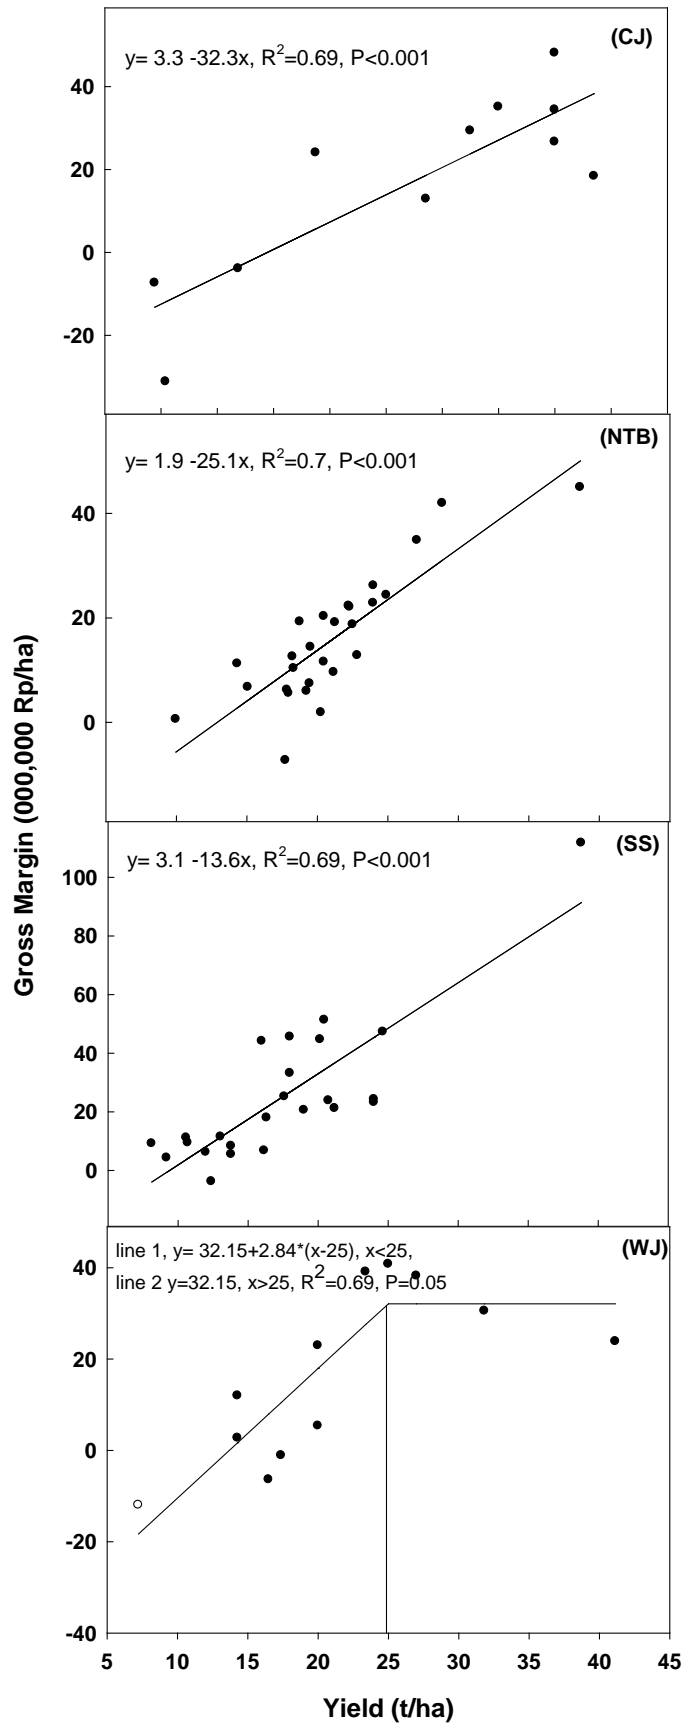 (CJ)
y= 3.3 -32.3x, R²=0.69, P<0.001
40
20
0
-20
(NTB)
y= 1.9 -25.1x, R²=0.7, P<0.001
40
20
0
Gross Margin (000,000 Rp/ha)
(SS)
y= 3.1 -13.6x, R²=0.69, P<0.001
100
80
60
40
20
0
(WJ)
line 1, y= 32.15+2.84*(x-25), x<25,
line 2 y=32.15, x>25, R²=0.69, P=0.05
40
20
0
-20
-40
5 10 15 20 25 30 35 40 45
Yield (t/ha)